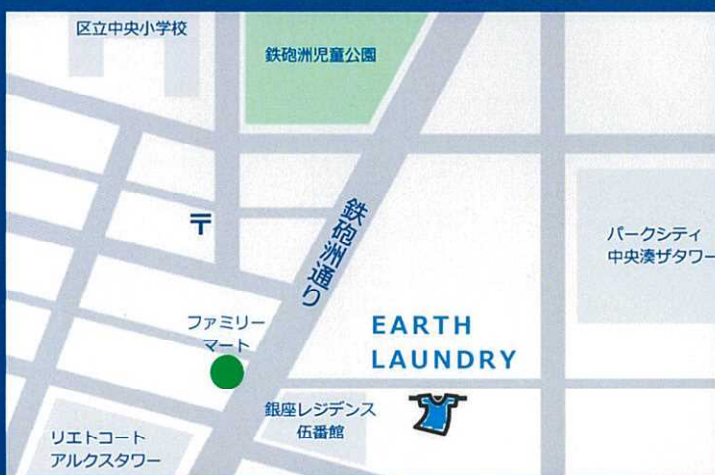 区立中央小学校
鉄砲洲児童公園
〒
鉄砲洲通り
パークシティ
中央湊ザタワー
ファミリー
マート
EARTH
LAUNDRY
銀座レジデンス
伍番館
リエトコート
アルクスタワー